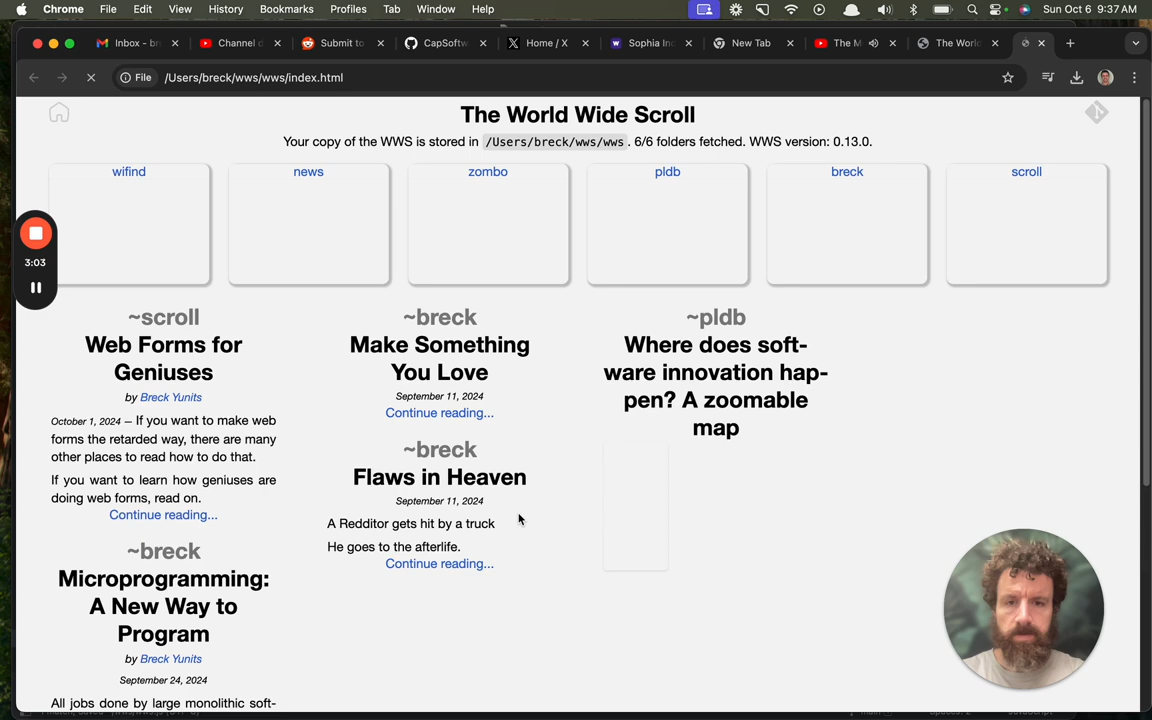 Chrome File Edit View History Bookmarks Profiles Tab Window Help Sun Oct 6 9:37 AM
Inbox - br Channel Submit to CapSoftw Home / X Sophia In New Tab The M The World
File /Users/breck/wws/wws/index.html
The World Wide Scroll
Your copy of the WWS is stored in /Users/breck/wws/wws . 6/6 folders fetched. WWS version: 0.13.0.
wifind news zombo pldb breck scroll
3:03
~scroll
Web Forms for
Geniuses
by Breck Yunits
October 1, 2024 — If you want to make web
forms the retarded way, there are many
other places to read how to do that.
If you want to learn how geniuses are
doing web forms, read on.
Continue reading...
~breck
Microprogramming:
A New Way to
Program
by Breck Yunits
September 24, 2024
All jobs done by large monolithic soft-
~breck
Make Something
You Love
September 11, 2024
Continue reading...
~breck
Flaws in Heaven
September 11, 2024
A Redditor gets hit by a truck
He goes to the afterlife.
Continue reading...
~pldb
Where does soft-
ware innovation hap-
pen? A zoomable
map